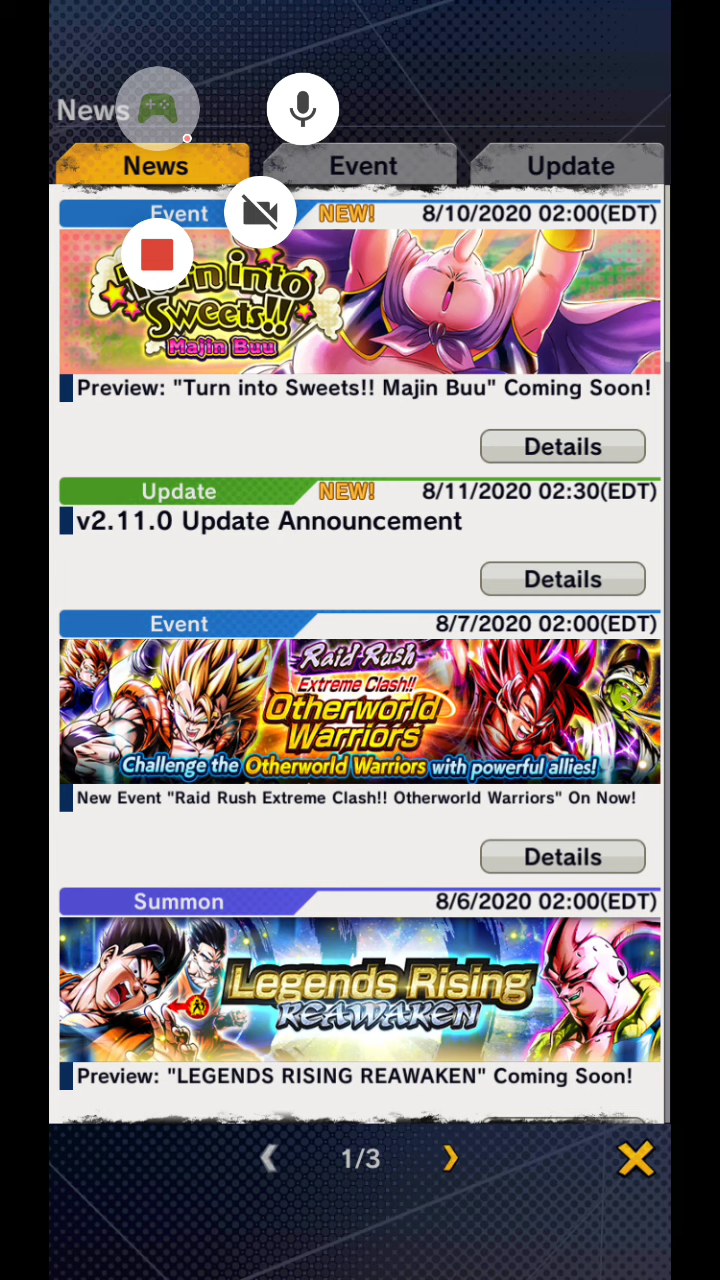 News
News
Event
Update
Event
NEW!
8/10/2020 02:00(EDT)
Turn into
Sweets!!
Majin Buu
Preview: "Turn into Sweets!! Majin Buu" Coming Soon!
Details
Update
NEW!
8/11/2020 02:30(EDT)
v2.11.0 Update Announcement
Details
Event
8/7/2020 02:00(EDT)
Raid Rush
Extreme Clash!!
Otherworld
Warriors
Challenge the Otherworld Warriors with powerful allies!
New Event "Raid Rush Extreme Clash!! Otherworld Warriors" On Now!
Details
Summon
8/6/2020 02:00(EDT)
Legends Rising
REAWAKEN
Preview: "LEGENDS RISING REAWAKEN" Coming Soon!
1/3